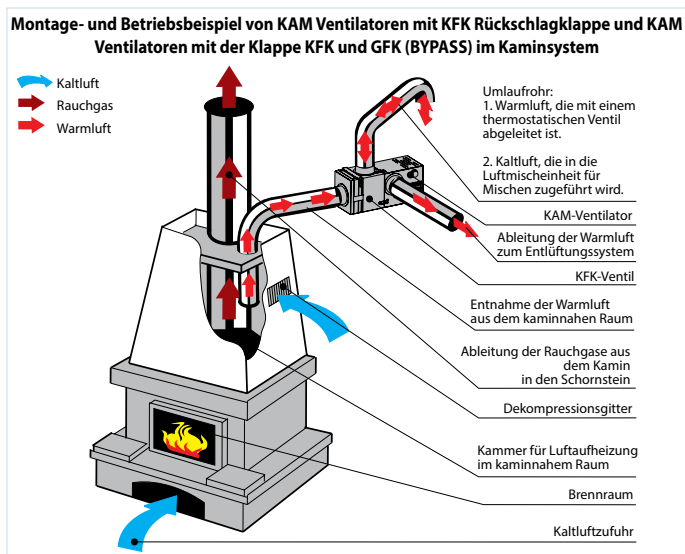 Montage- und Betriebsbeispiel von KAM Ventilatoren mit KFK Rückschlagklappe und KAM
Ventilatoren mit der Klappe KFK und GFK (BYPASS) im Kaminsystem
Kaltluft
Rauchgas
Warmluft
Umlaufrohr:
1. Warmluft, die mit einem
thermostatischen Ventil
abgeleitet ist.
2. Kaltluft, die in die
Luftmischeinheit für
Mischen zugeführt wird.
KAM-Ventilator
Ableitung der Warmluft
zum Entlüftungssystem
KFK-Ventil
Entnahme der Warmluft
aus dem kaminnahen Raum
Ableitung der Rauchgase aus
dem Kamin
in den Schornstein
Dekompressionsgitter
Kammer für Luftaufheizung
im kaminnahem Raum
Brennraum
Kaltluftzufuhr